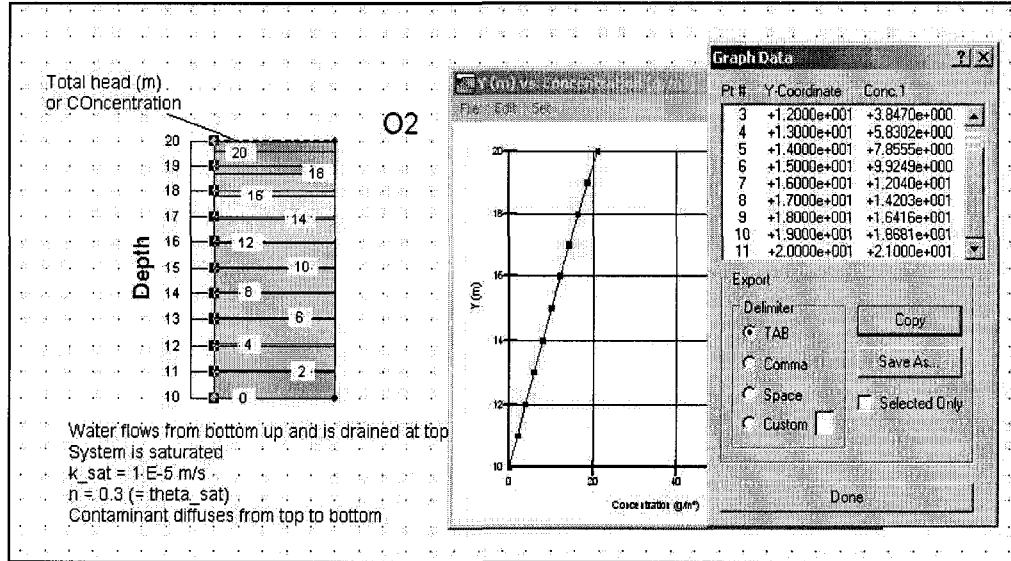 Total head (m)
or COncentration
O2
20
19
18
17
16
15
14
13
12
11
10
Depth
20
18
16
14
12
10
8
6
4
2
0
Water flows from bottom up and is drained at top
System is saturated
k_sat = 1 E-5 m/s
n = 0.3 (= theta_sat)
Contaminant diffuses from top to bottom
Y (m) vs.
File Edit Set
20
18
16
14
12
10
Y (m)
0
20
40
Concentration (g/m³)
Graph Data
Pt # Y-Coordinate Conc.1
3 +1.2000e+001 +3.8470e+000
4 +1.3000e+001 +5.8302e+000
5 +1.4000e+001 +7.8555e+000
6 +1.5000e+001 +9.9249e+000
7 +1.6000e+001 +1.2040e+001
8 +1.7000e+001 +1.4203e+001
9 +1.8000e+001 +1.6416e+001
10 +1.9000e+001 +1.8681e+001
11 +2.0000e+001 +2.1000e+001
Export
Delimiter
TAB
Comma
Space
Custom
Copy
Save As...
Selected Only
Done